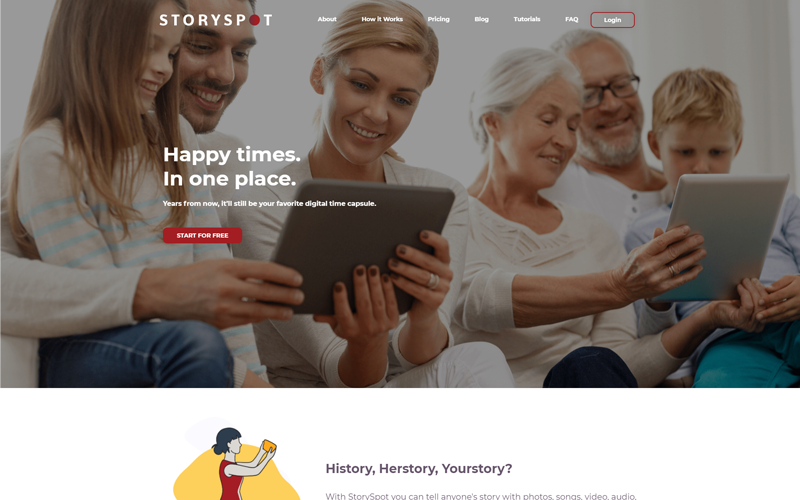 STORYSPOT
About
How it Works
Pricing
Blog
Tutorials
FAQ
Login
Happy times.
In one place.
Years from now, it'll still be your favorite digital time capsule.
START FOR FREE
History, Herstory, Yourstory?
With StorySpot you can tell anyone's story with photos, songs, video, audio,